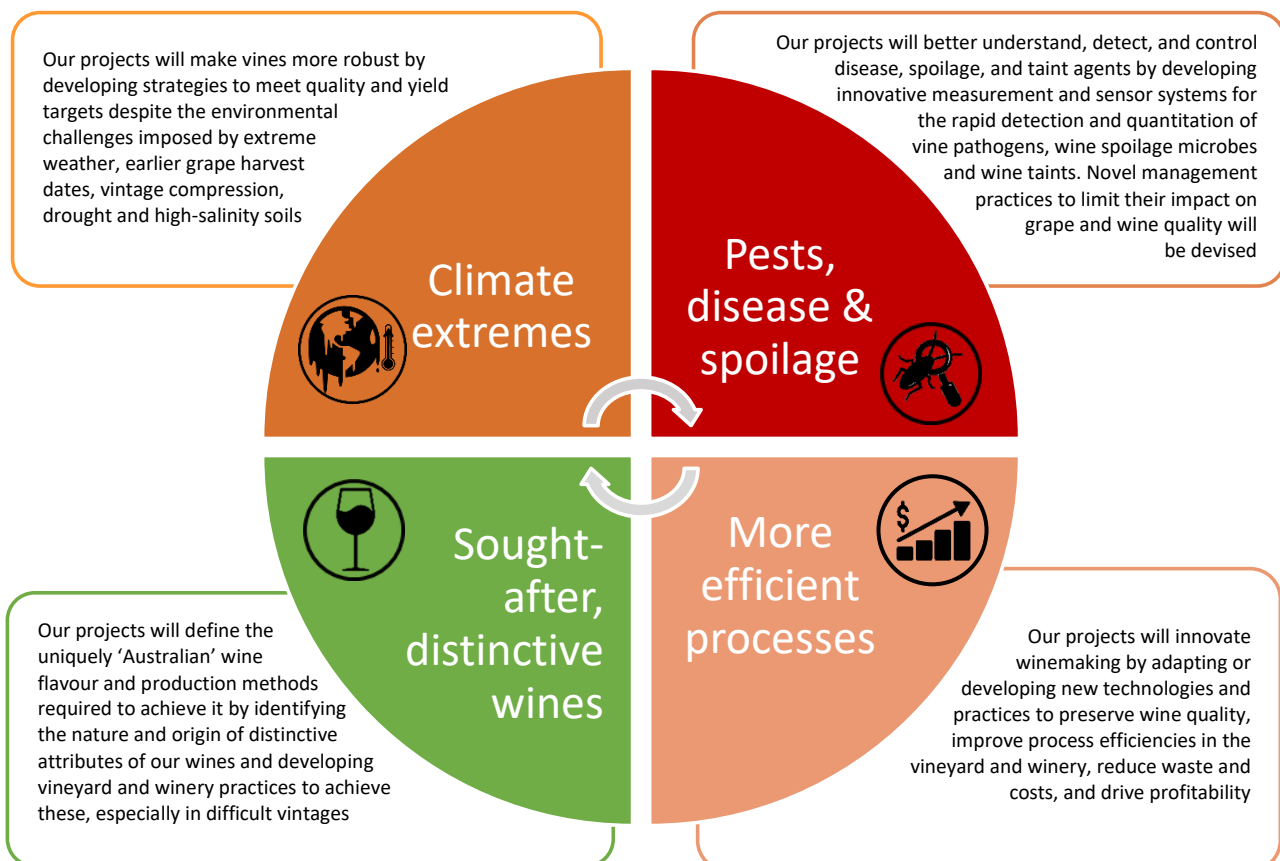 Our projects will make vines more robust by
developing strategies to meet quality and yield
targets despite the environmental
challenges imposed by extreme
weather, earlier grape harvest
dates, vintage compression,
drought and high-salinity soils
Our projects will better understand, detect, and control
disease, spoilage, and taint agents by developing
innovative measurement and sensor systems for
the rapid detection and quantitation of
vine pathogens, wine spoilage microbes
and wine taints. Novel management
practices to limit their impact on
grape and wine quality will
be devised
Climate
extremes
Pests,
disease &
spoilage
Sought-
after,
distinctive
wines
More
efficient
processes
$
Our projects will define the
uniquely ‘Australian’ wine
flavour and production methods
required to achieve it by identifying
the nature and origin of distinctive
attributes of our wines and developing
vineyard and winery practices to achieve
these, especially in difficult vintages
Our projects will innovate
winemaking by adapting or
developing new technologies and
practices to preserve wine quality,
improve process efficiencies in the
vineyard and winery, reduce waste and
costs, and drive profitability